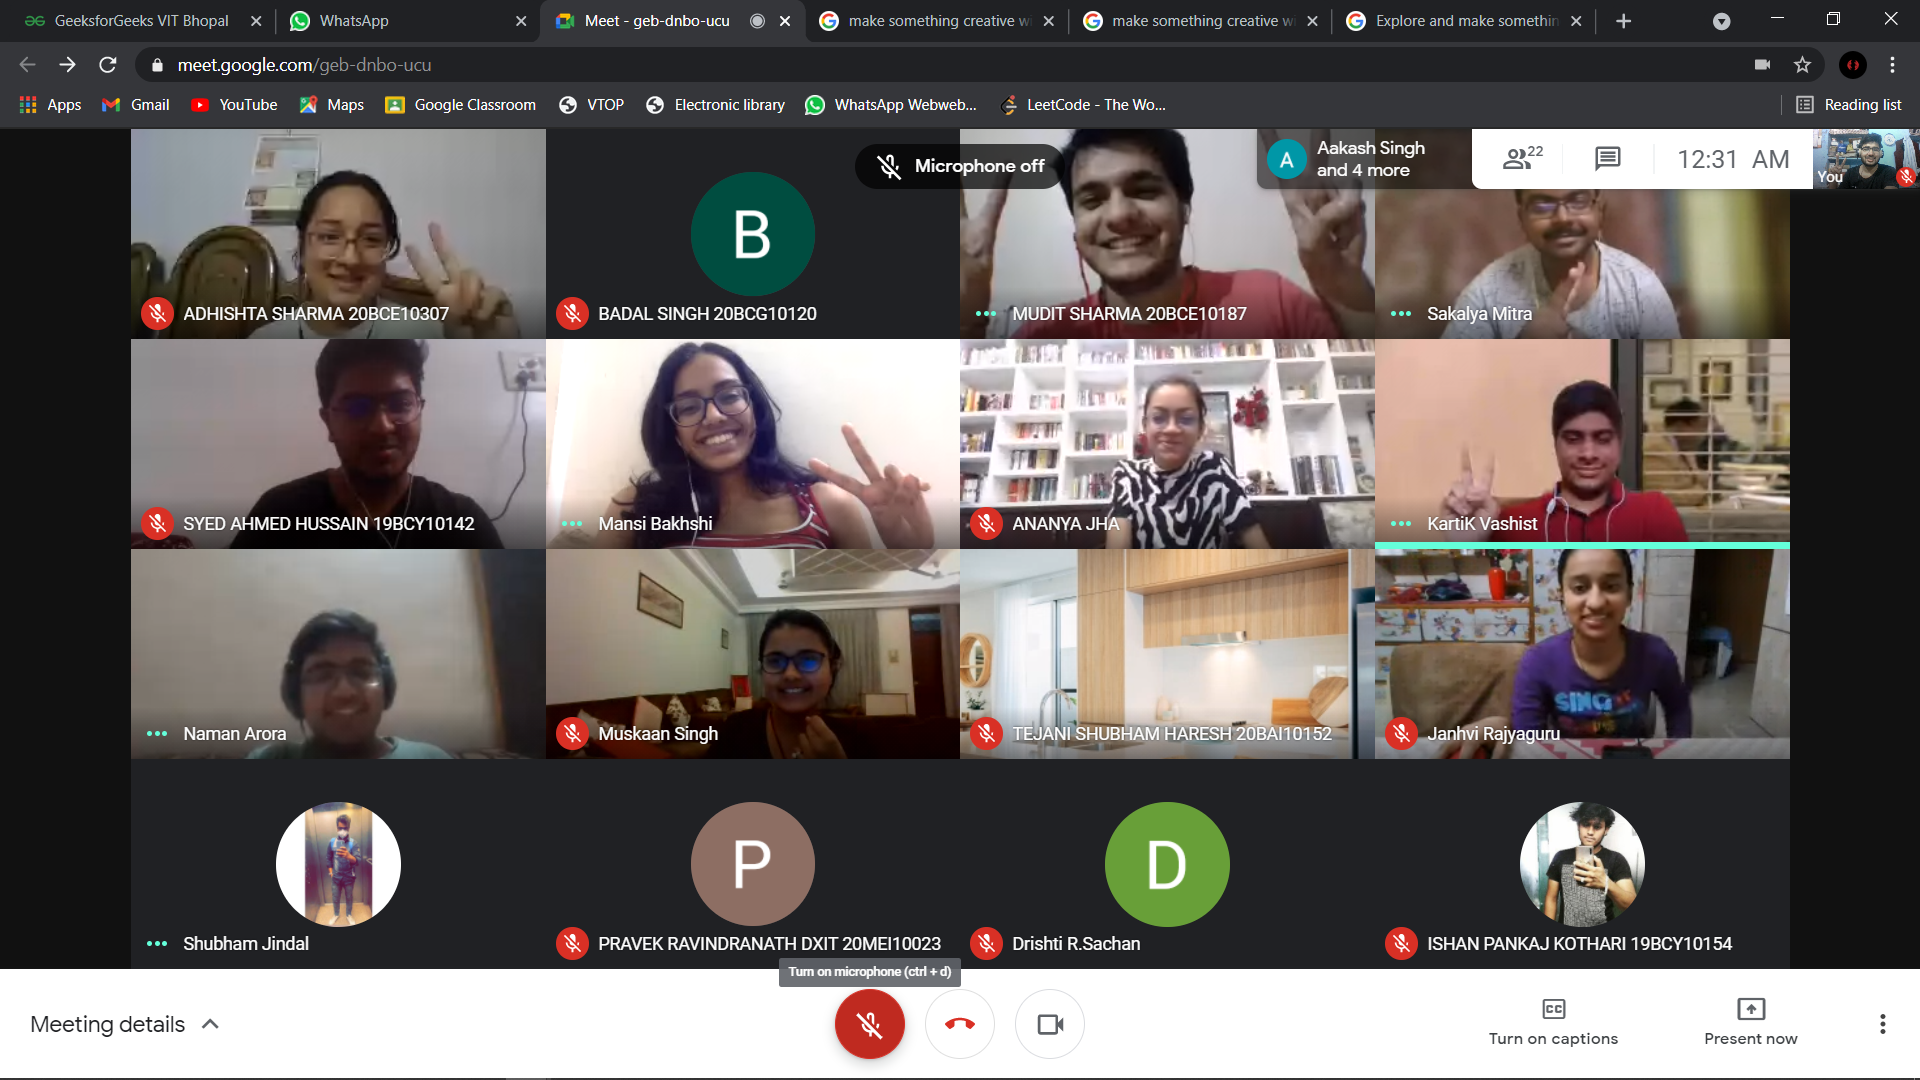 GeeksforGeeks VIT Bhopal
WhatsApp
Meet - geb-dnbo-ucu
make something creative wi
make something creative wi
Explore and make somethin
meet.google.com/geb-dnbo-ucu
Apps
Gmail
YouTube
Maps
Google Classroom
VTOP
Electronic library
WhatsApp Webweb...
LeetCode - The Wo...
Reading list
Microphone off
A
Aakash Singh
and 4 more
22
12:31 AM
You
B
ADHISHTA SHARMA 20BCE10307
BADAL SINGH 20BCG10120
MUDIT SHARMA 20BCE10187
Sakalya Mitra
SYED AHMED HUSSAIN 19BCY10142
Mansi Bakhshi
ANANYA JHA
KartiK Vashist
SING
Naman Arora
Muskaan Singh
TEJANI SHUBHAM HARESH 20BAI10152
Janhvi Rajyaguru
P
D
Shubham Jindal
PRAVEK RAVINDRANATH DXIT 20MEI10023
Drishti R.Sachan
ISHAN PANKAJ KOTHARI 19BCY10154
Turn on microphone (ctrl + d)
Meeting details
CC
Turn on captions
Present now